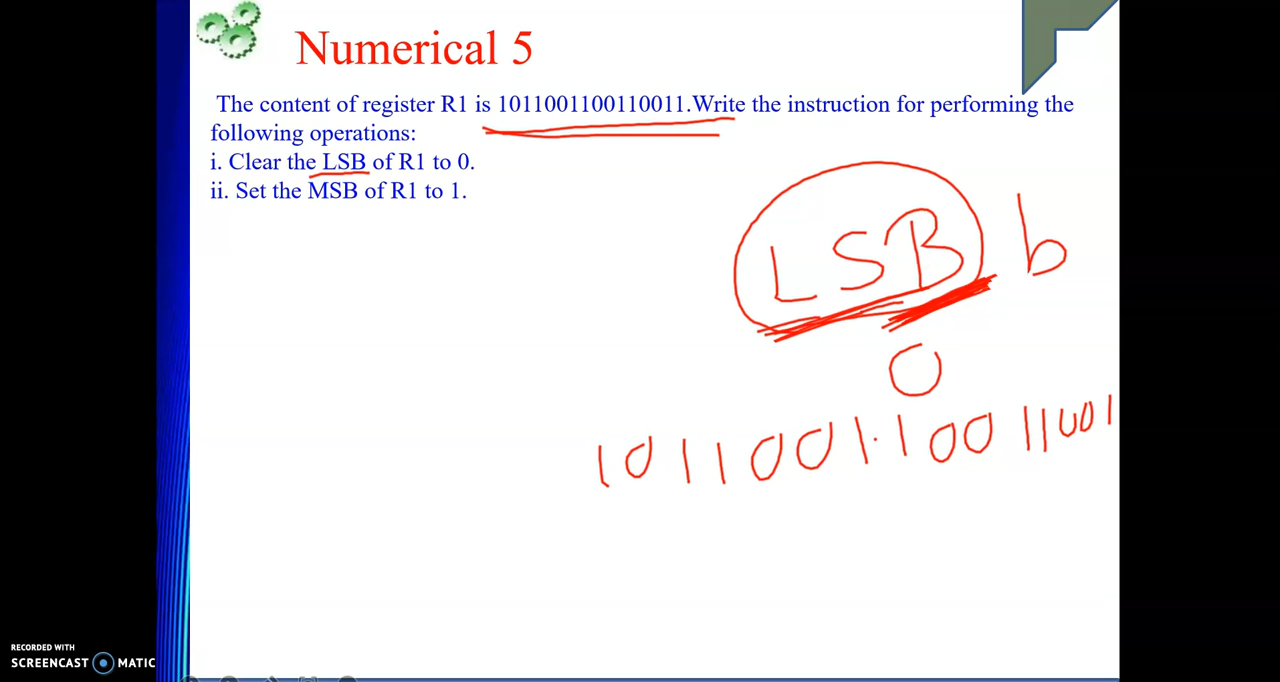 Numerical 5
The content of register R1 is 1011001100110011.Write the instruction for performing the
following operations:
i. Clear the LSB of R1 to 0.
ii. Set the MSB of R1 to 1.
LSB b
0
1011001.10011001
RECORDED WITH
SCREENCAST MATIC